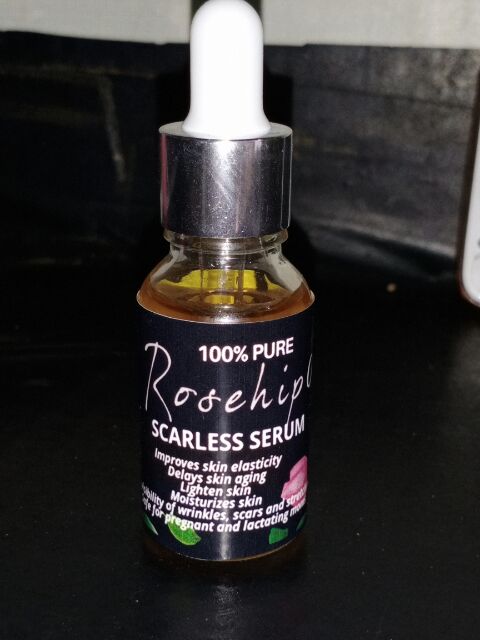 100% PURE
Rosehip
SCARLESS SERUM
Improves skin elasticity
Delays skin aging
Lighten skin
Moisturizes skin
of wrinkles, scars and
for pregnant and lactating